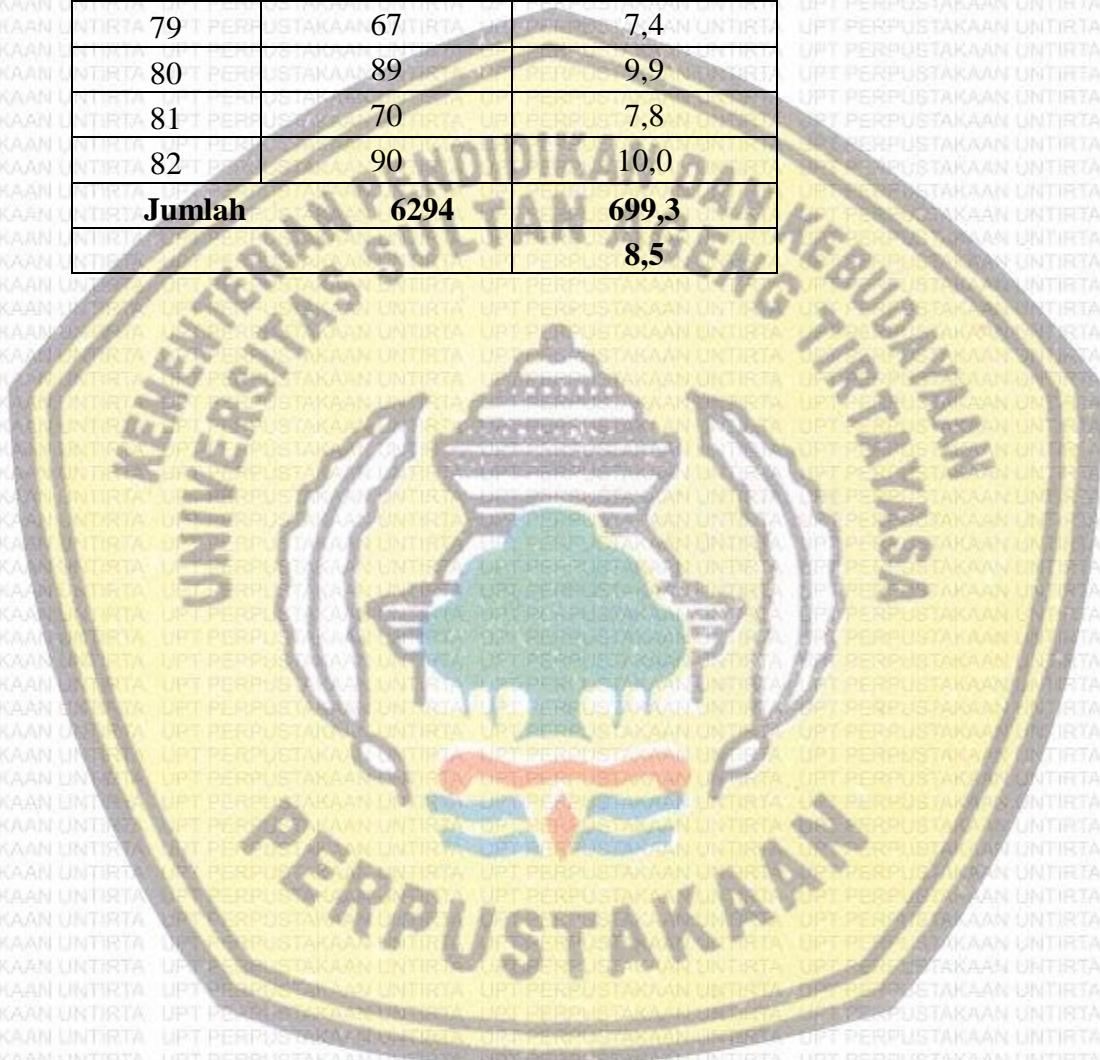 79 67 7,4
80 89 9,9
81 70 7,8
82 90 10,0
Jumlah 6294 699,3
8,5
KEMENTERIAN PENDIDIKAN DAN KEBUDAYAAN
UNIVERSITAS SULTAN AGENG TIRTAYASA
PERPUSTAKAAN
UPT PERPUSTAKAAN UNTIRTA